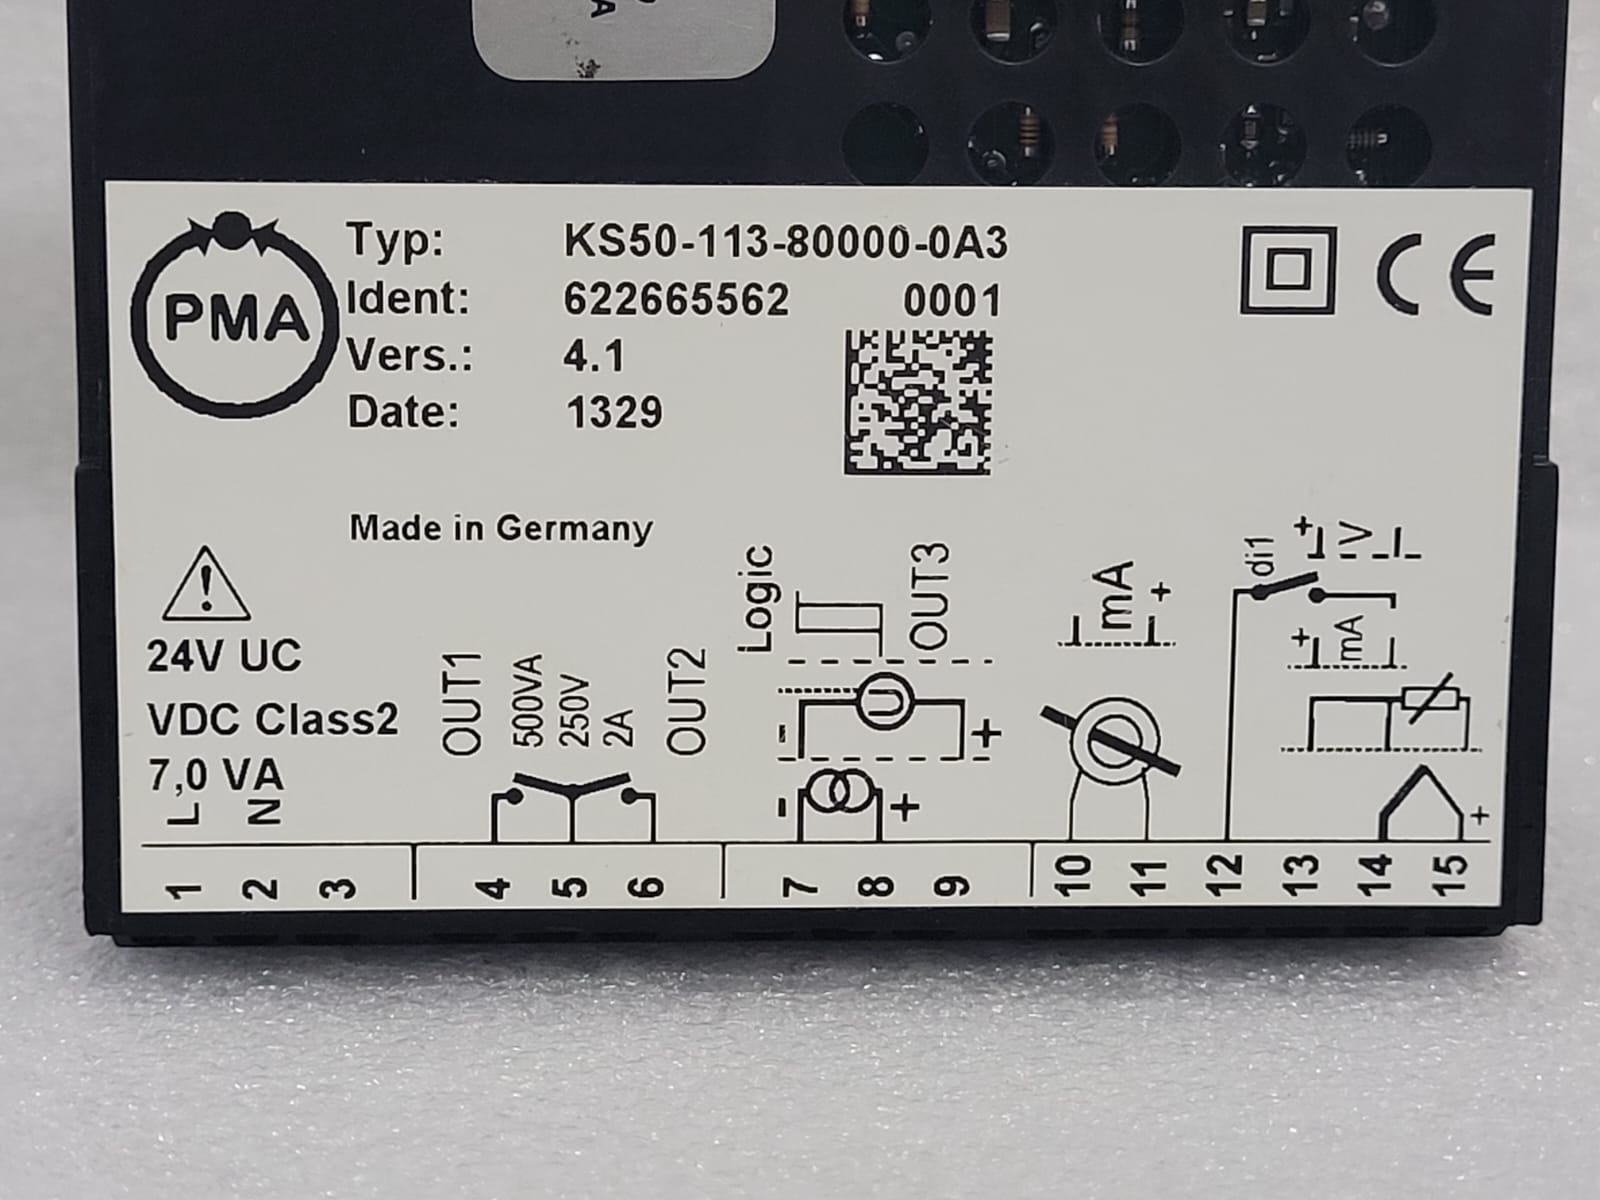 PMA
Typ: KS50-113-80000-0A3
Ident: 622665562 0001
Vers.: 4.1
Date: 1329
CE
Made in Germany
24V UC
VDC Class2
7,0 VA
L N
OUT1
500VA
250V
2A
OUT2
Logic
OUT3
- +
- +
mA
+
di1
+ V
+ mA
+
1 2 3 4 5 6 7 8 9 10 11 12 13 14 15